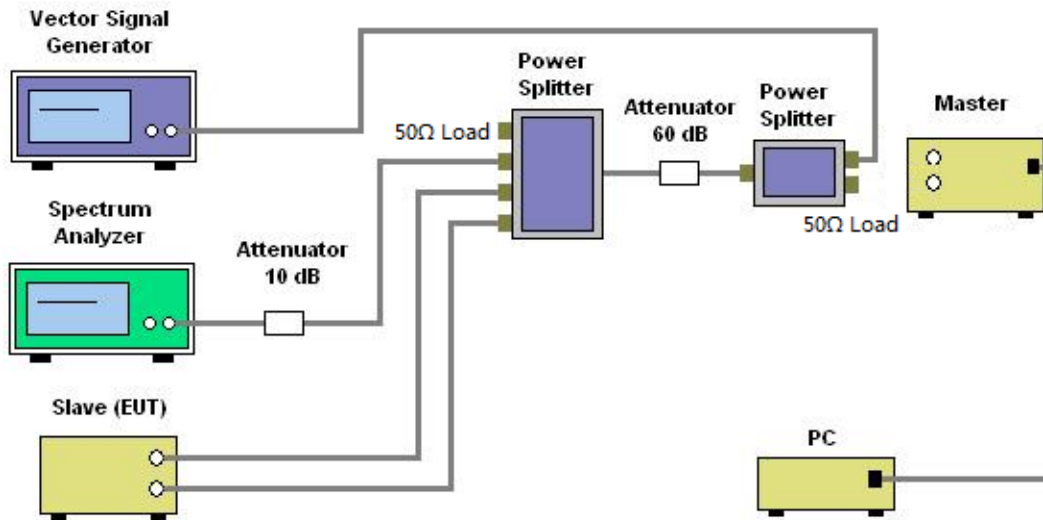 Vector Signal
Generator
Power
Splitter
50Ω Load
Attenuator
60 dB
Power
Splitter
Master
50Ω Load
Spectrum
Analyzer
Attenuator
10 dB
Slave (EUT)
PC